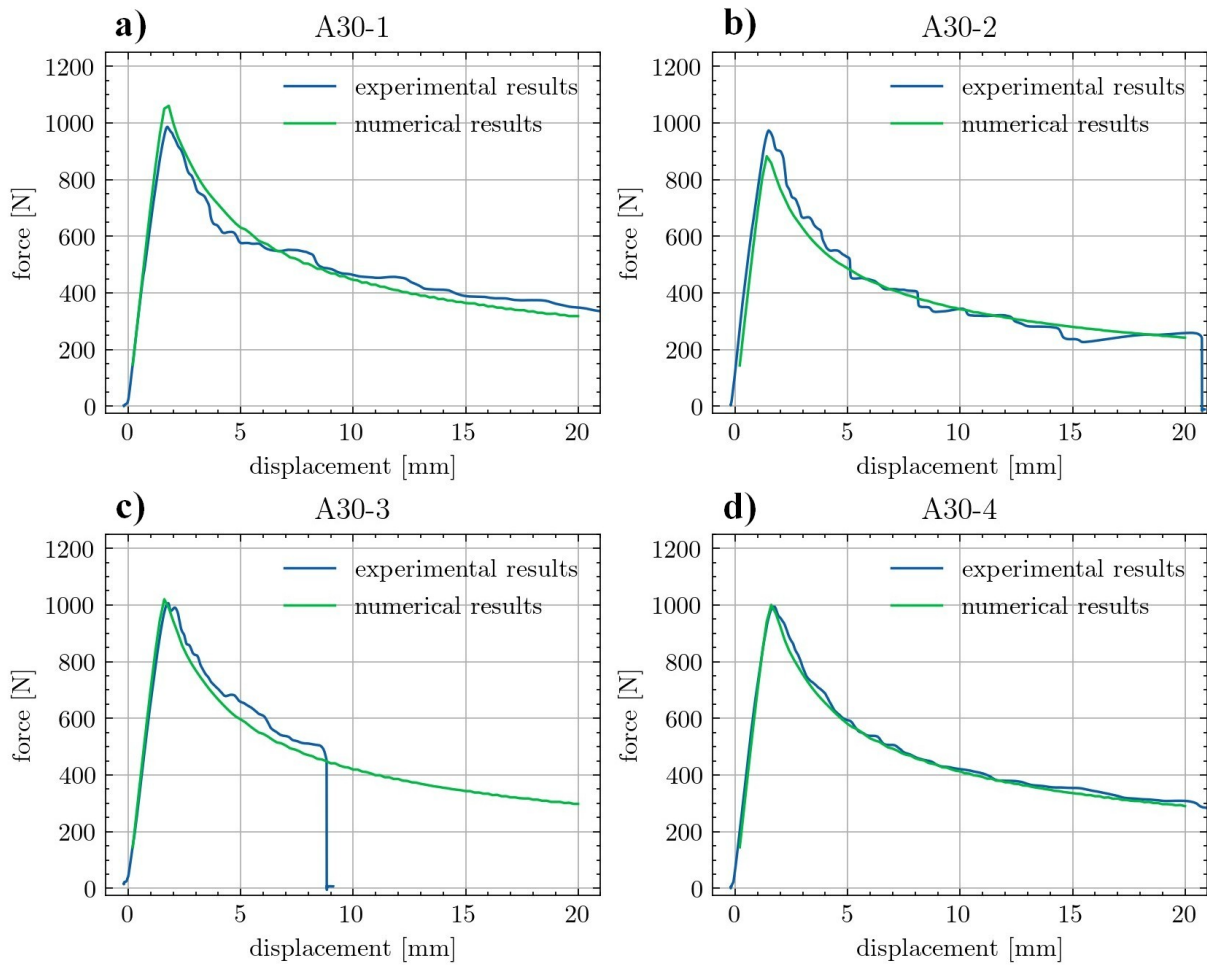 a) A30-1
1200
1000
800
600
400
200
0
force [N]
experimental results
numerical results
0 5 10 15 20
displacement [mm]
b) A30-2
1200
1000
800
600
400
200
0
force [N]
experimental results
numerical results
0 5 10 15 20
displacement [mm]
c) A30-3
1200
1000
800
600
400
200
0
force [N]
experimental results
numerical results
0 5 10 15 20
displacement [mm]
d) A30-4
1200
1000
800
600
400
200
0
force [N]
experimental results
numerical results
0 5 10 15 20
displacement [mm]